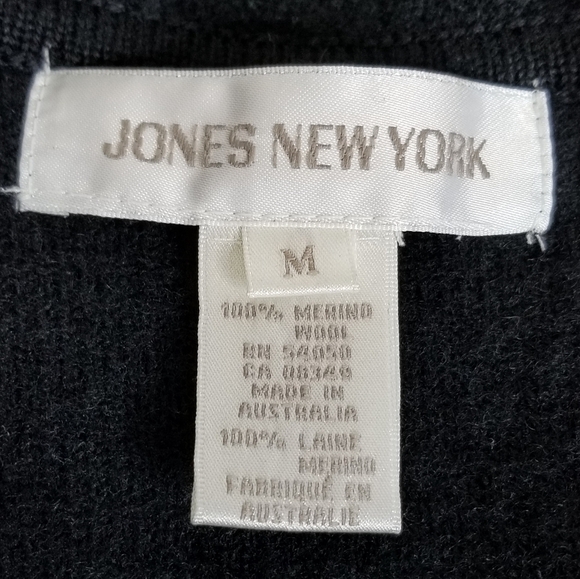 JONES NEW YORK
M
100% MERINO
WOOL
RN 54050
CA 08349
MADE IN
AUSTRALIA
100% LAINE
MERINO
FABRIQUÉ EN
AUSTRALIE